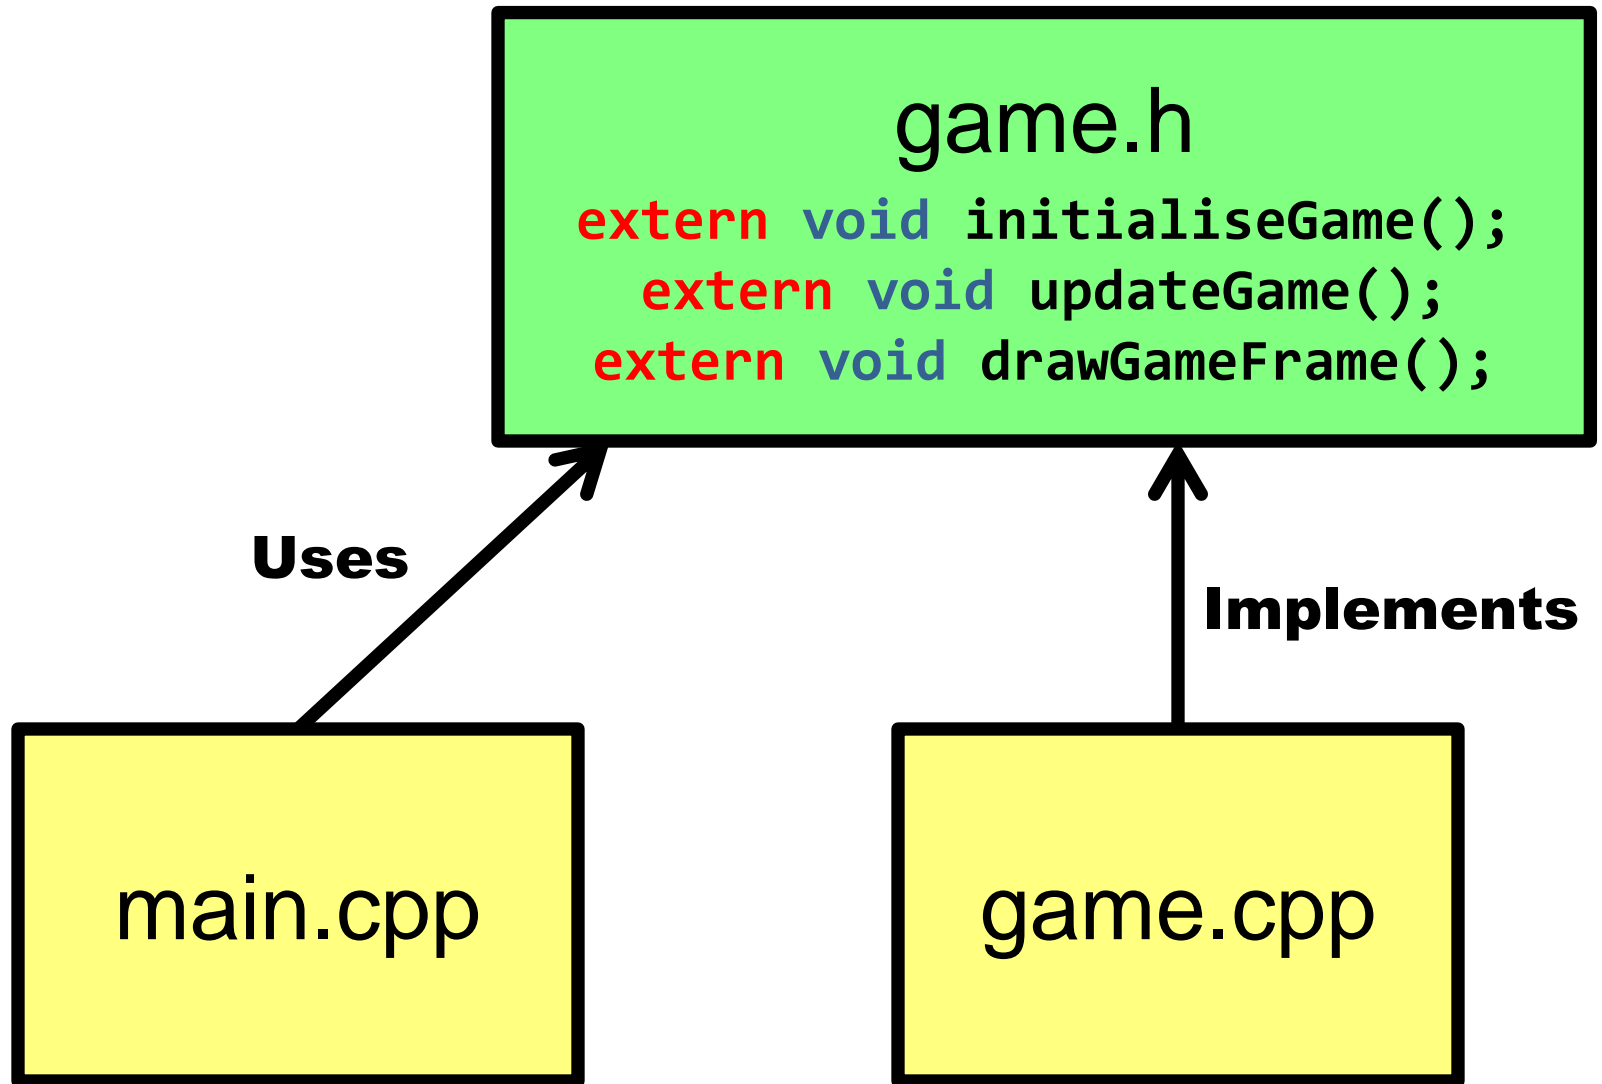 game.h
extern void initialiseGame();
extern void updateGame();
extern void drawGameFrame();
Uses
Implements
main.cpp
game.cpp